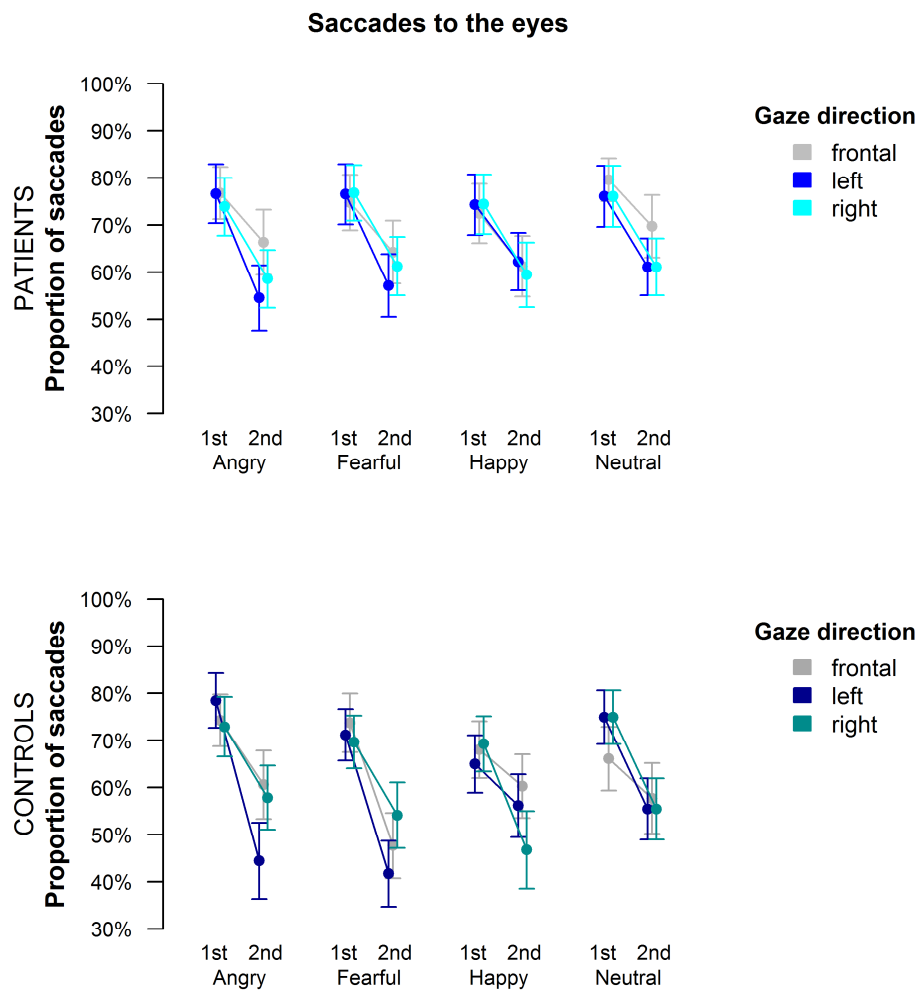 Saccades to the eyes
PATIENTS
Proportion of saccades
100%
90%
80%
70%
60%
50%
40%
30%
1st 2nd 1st 2nd 1st 2nd 1st 2nd
Angry Fearful Happy Neutral
Gaze direction
frontal
left
right
CONTROLS
Proportion of saccades
100%
90%
80%
70%
60%
50%
40%
30%
1st 2nd 1st 2nd 1st 2nd 1st 2nd
Angry Fearful Happy Neutral
Gaze direction
frontal
left
right